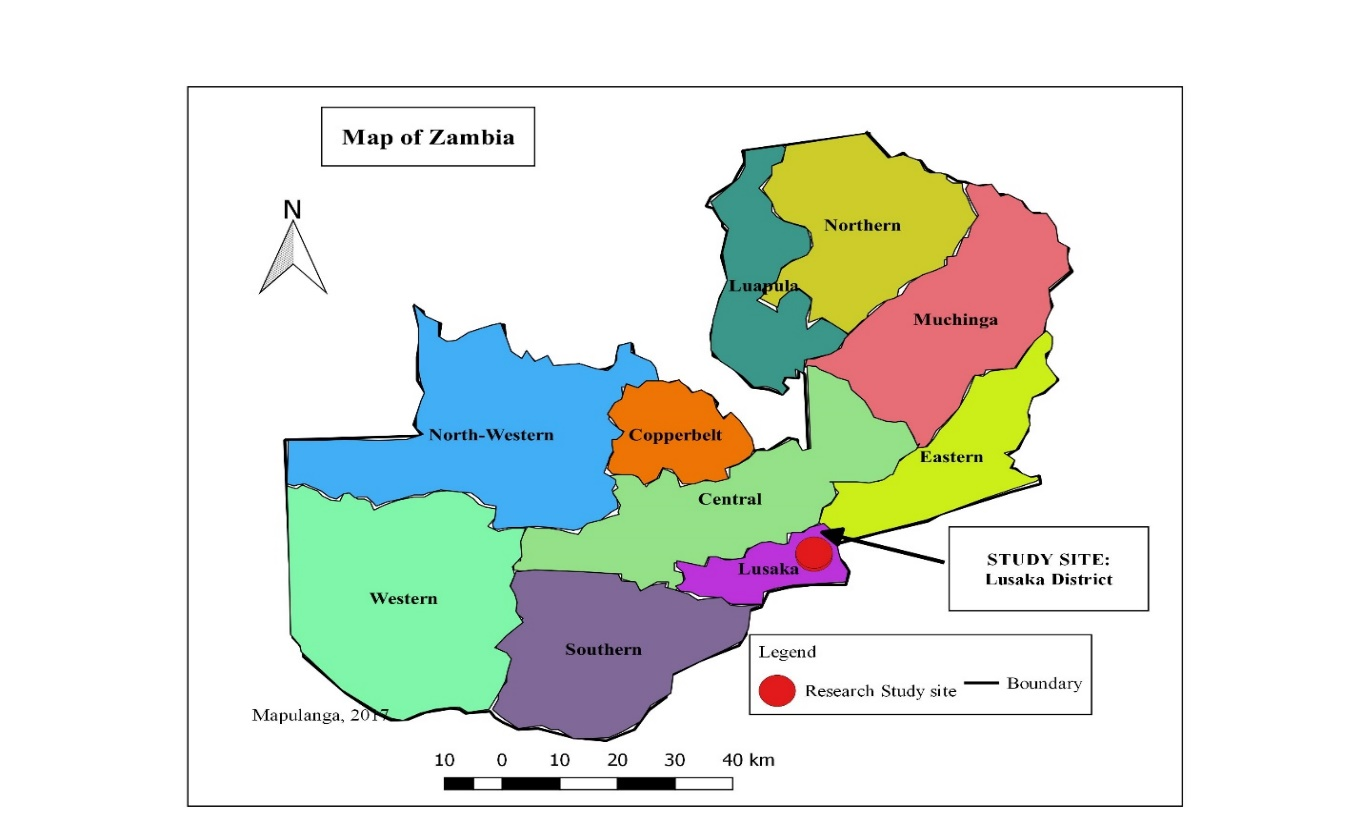 Map of Zambia
N
Northern
Luapula
Muchinga
North-Western
Copperbelt
Eastern
Central
STUDY SITE:
Lusaka District
Lusaka
Western
Southern
Legend
Research Study site
Boundary
Mapulanga, 2017
10 0 10 20 30 40 km